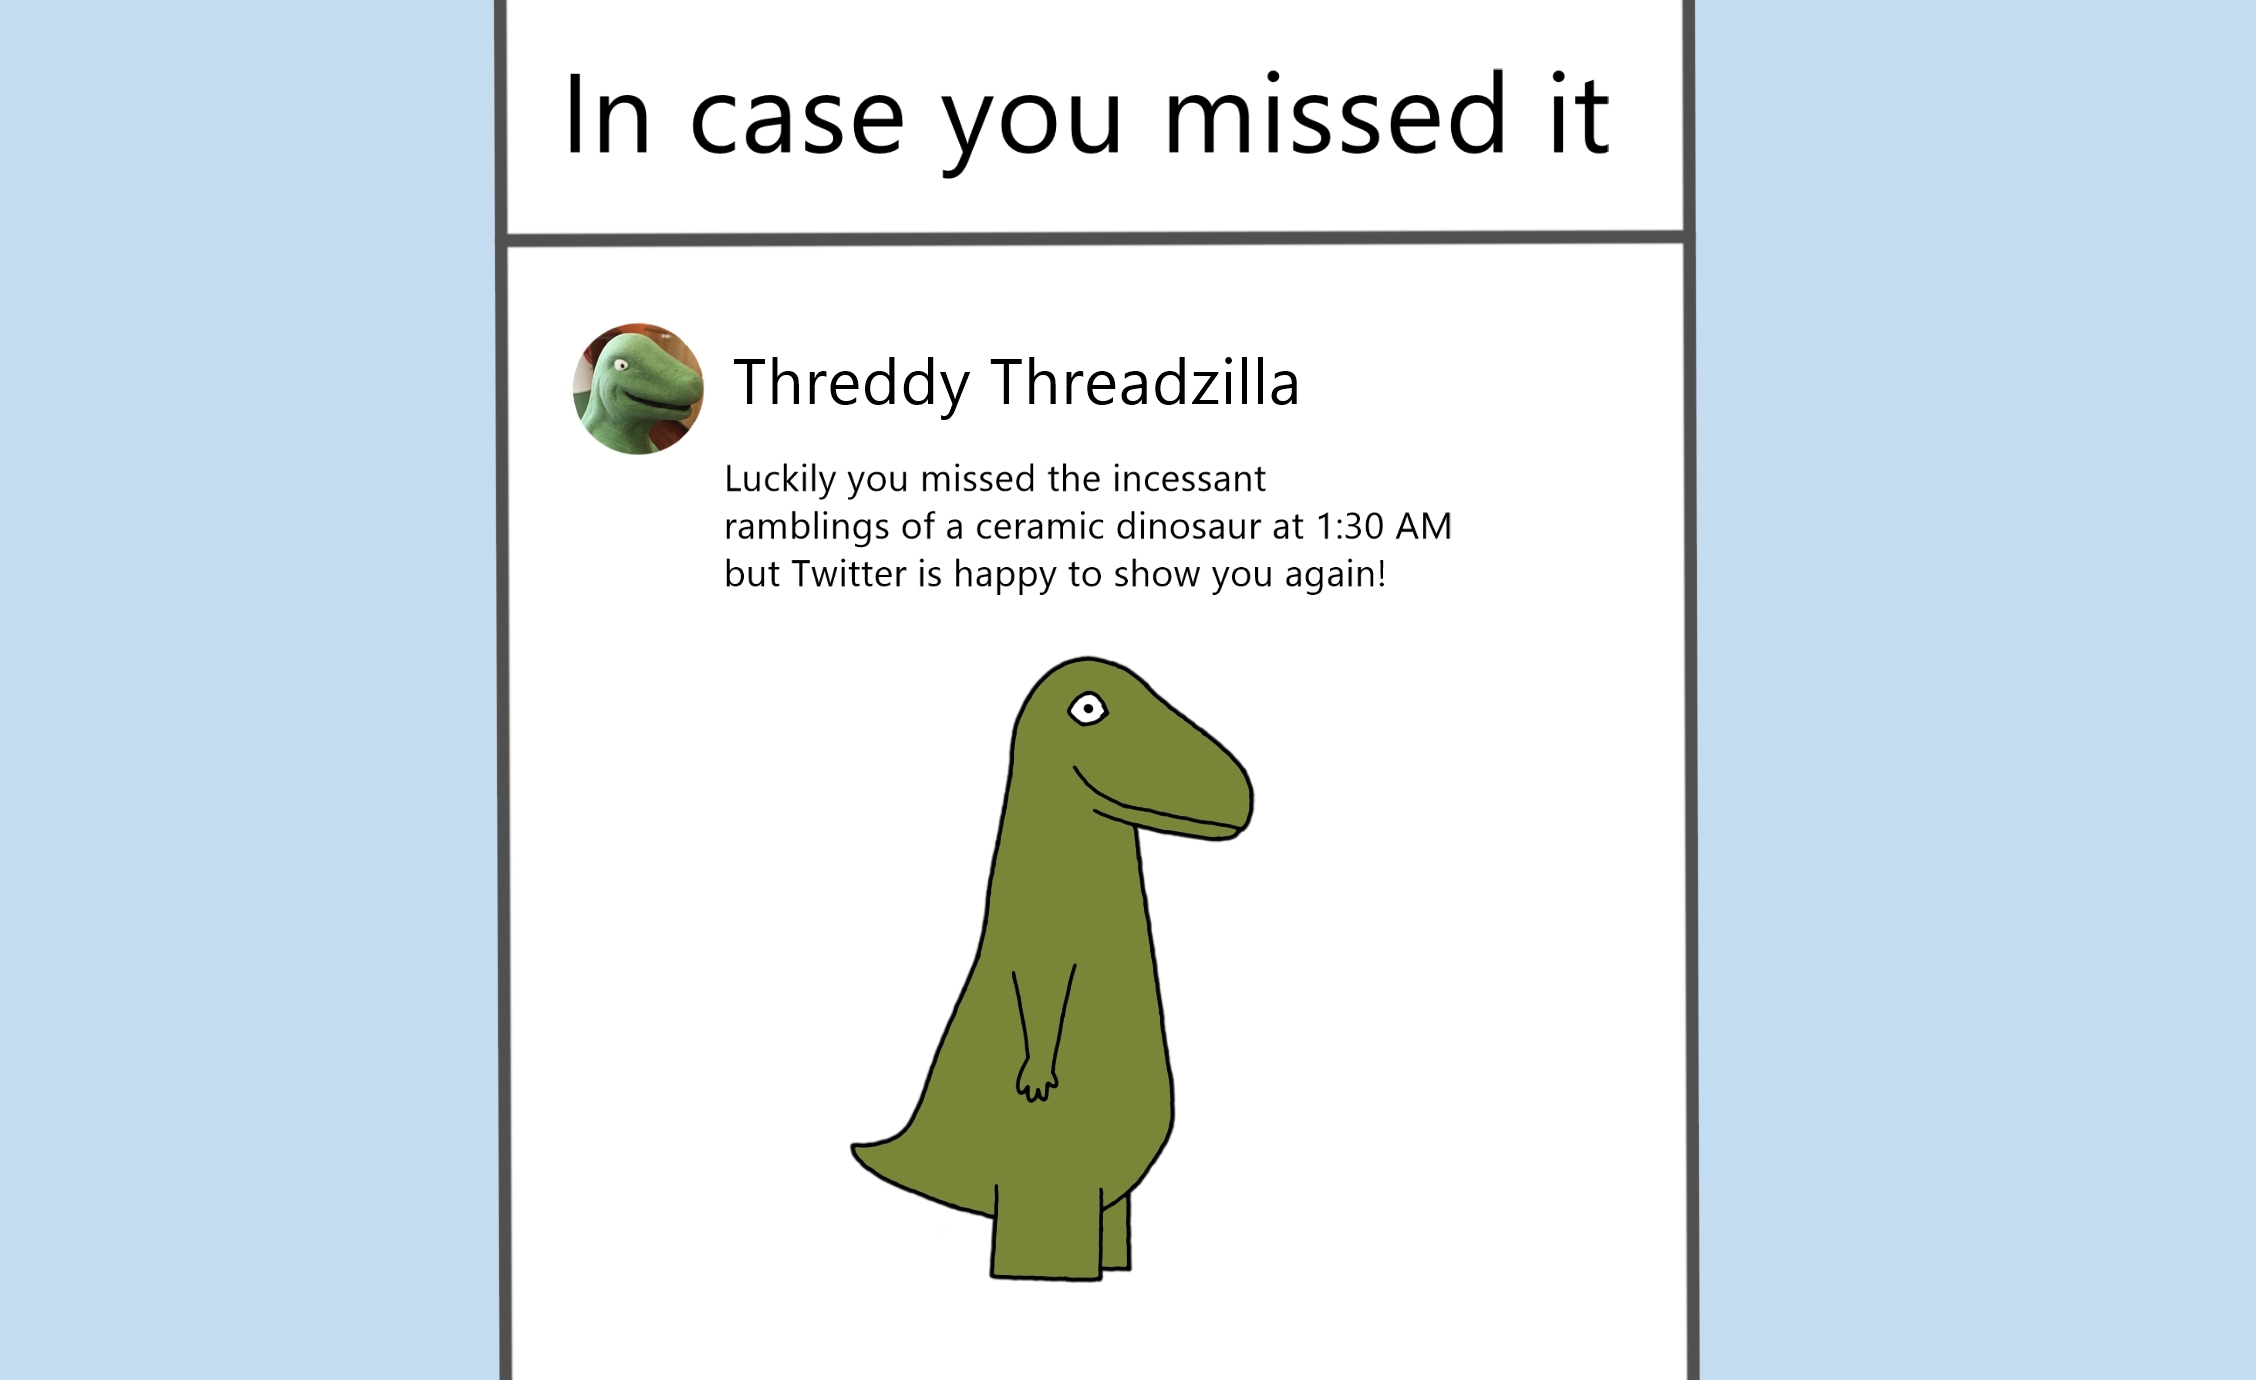 In case you missed it
Threddy Threadzilla
Luckily you missed the incessant
ramblings of a ceramic dinosaur at 1:30 AM
but Twitter is happy to show you again!